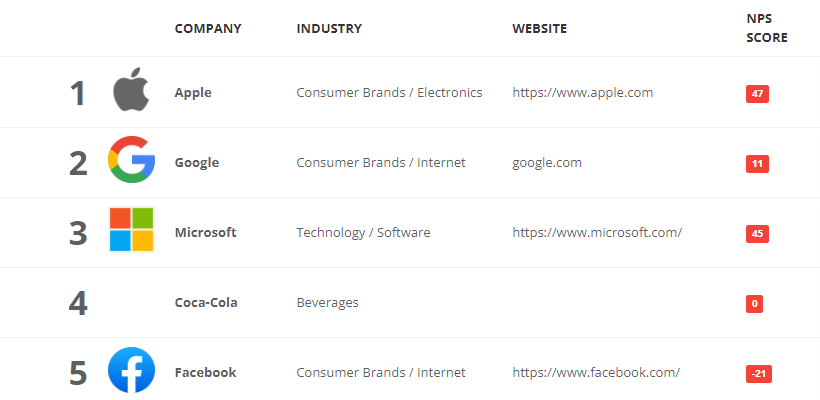 COMPANY INDUSTRY WEBSITE NPS SCORE
1 Apple Consumer Brands / Electronics https://www.apple.com 47
2 Google Consumer Brands / Internet google.com 11
3 Microsoft Technology / Software https://www.microsoft.com/ 45
4 Coca-Cola Beverages 0
5 Facebook Consumer Brands / Internet https://www.facebook.com/ -21